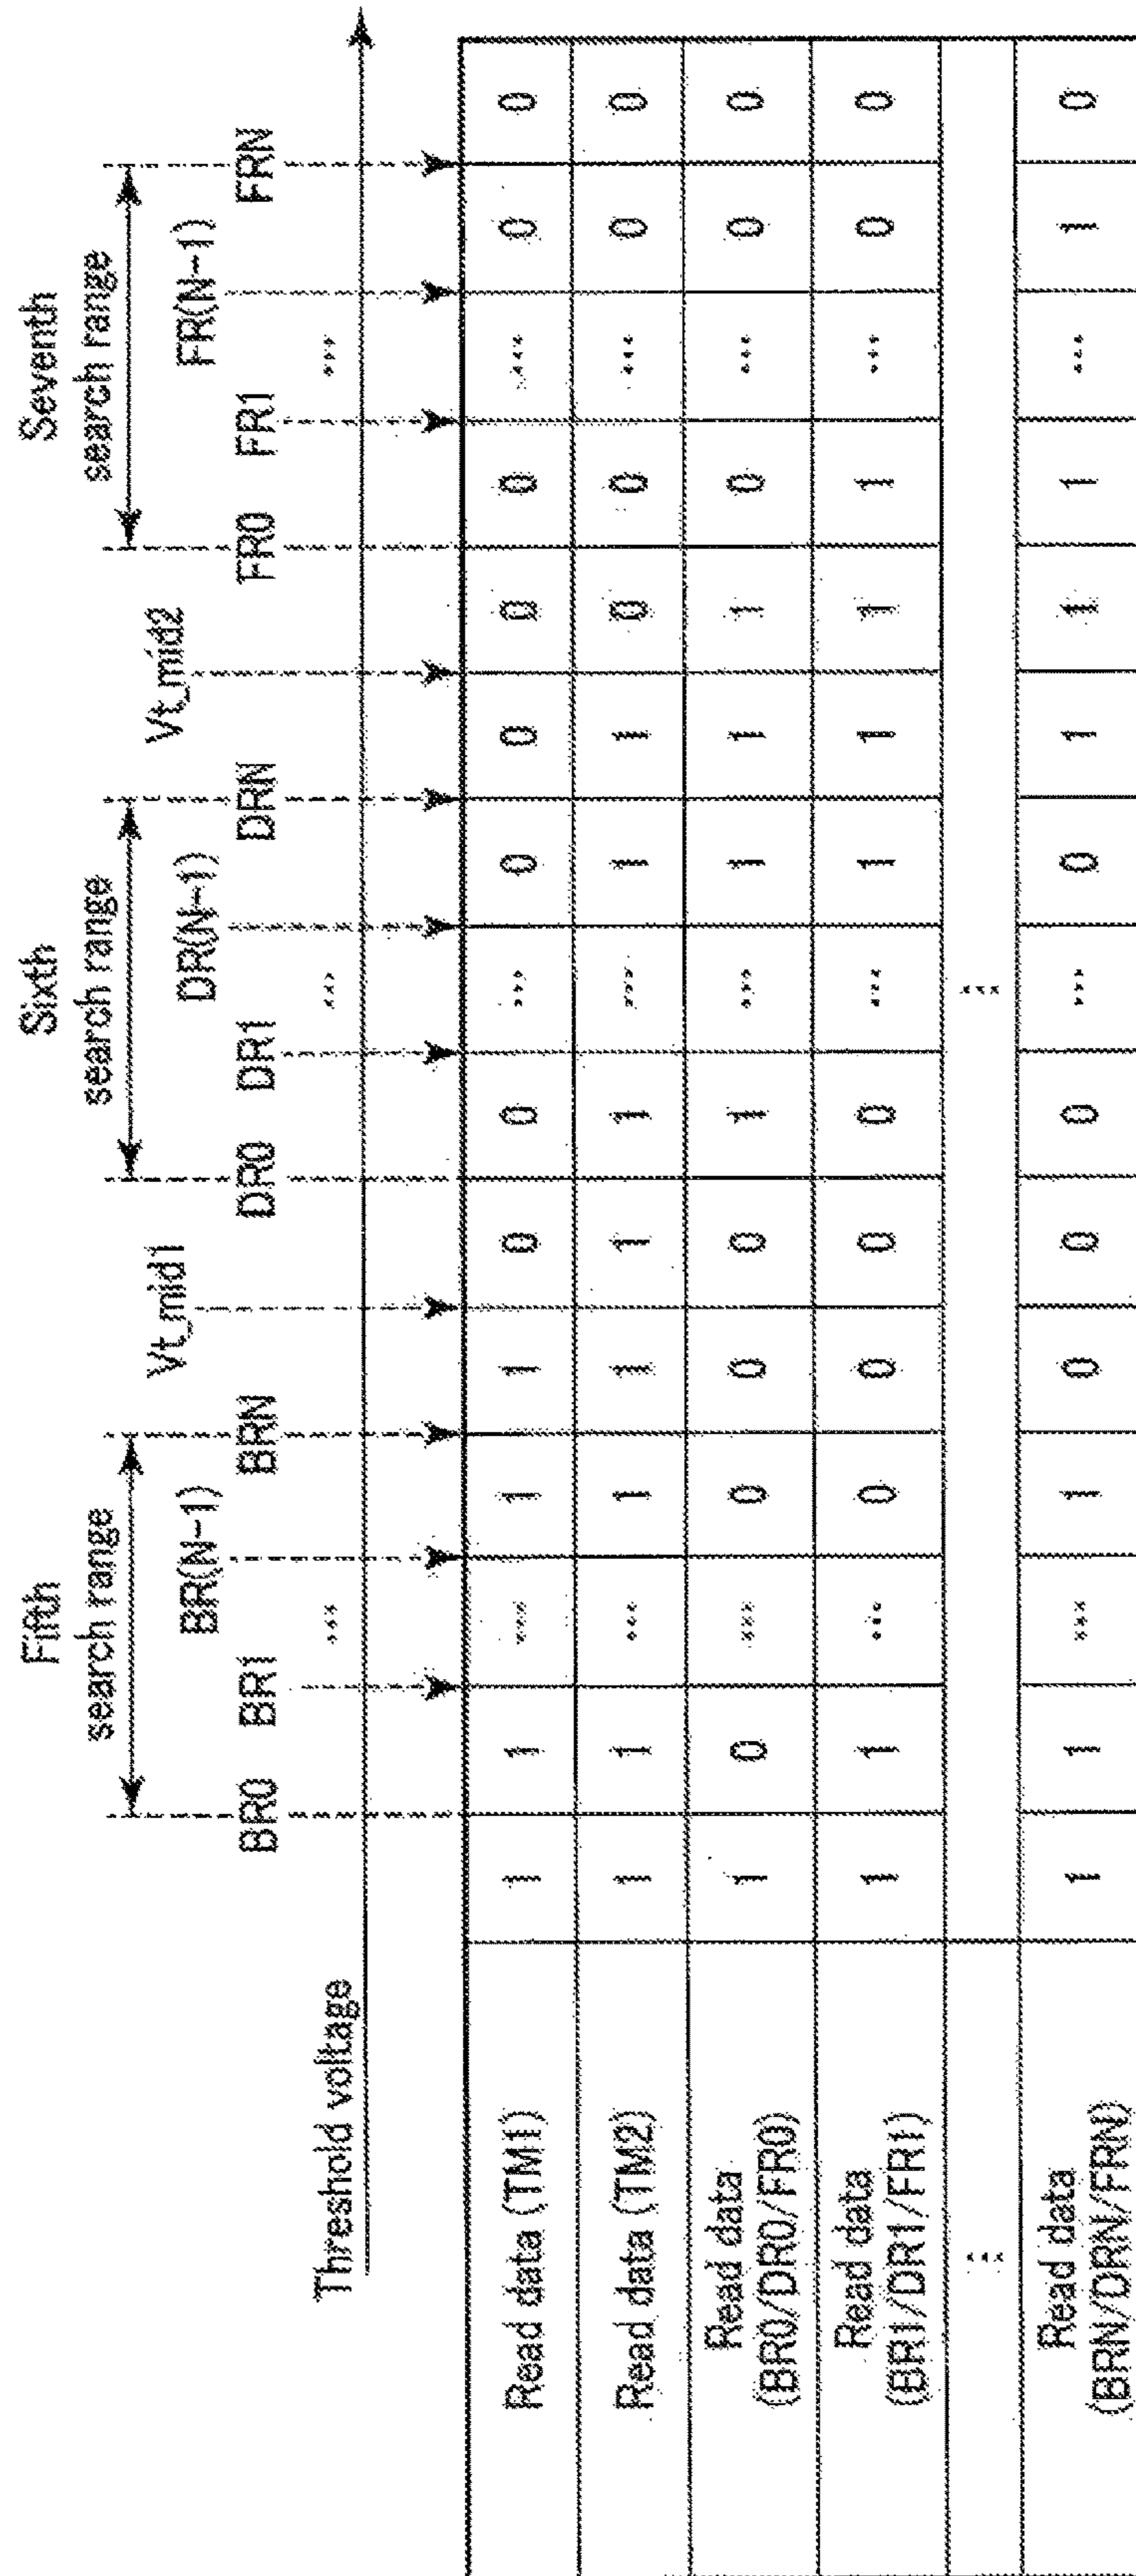 Fifth Sixth Seventh
search range search range search range
BR(N-1) Vt_mid1 DR(N-1) Vt_mid2 FR(N-1)
BR0 BR1 BRN DR0 DR1 DRN FR0 FR1 FRN
Threshold voltage ... ... ...
Read data (TM1) 1 1 ... 1 1 0 0 ... 0 0 0 0 ... 0 0
Read data (TM2) 1 1 ... 1 1 1 1 ... 1 1 0 0 ... 0 0
Read data
(BR0/DR0/FR0) 1 0 ... 0 0 0 1 ... 1 1 1 0 ... 0 0
Read data
(BR1/DR1/FR1) 1 1 ... 0 0 0 0 ... 1 1 1 1 ... 0 0
... ...
Read data
(BRN/DRN/FRN) 1 1 ... 1 0 0 0 ... 0 1 1 1 ... 1 0